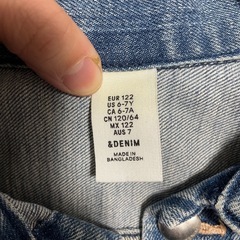 EUR 122
US 6-7Y
CA 6-7A
CN 120/64
MX 122
AUS 7
&DENIM
MADE IN
BANGLADESH